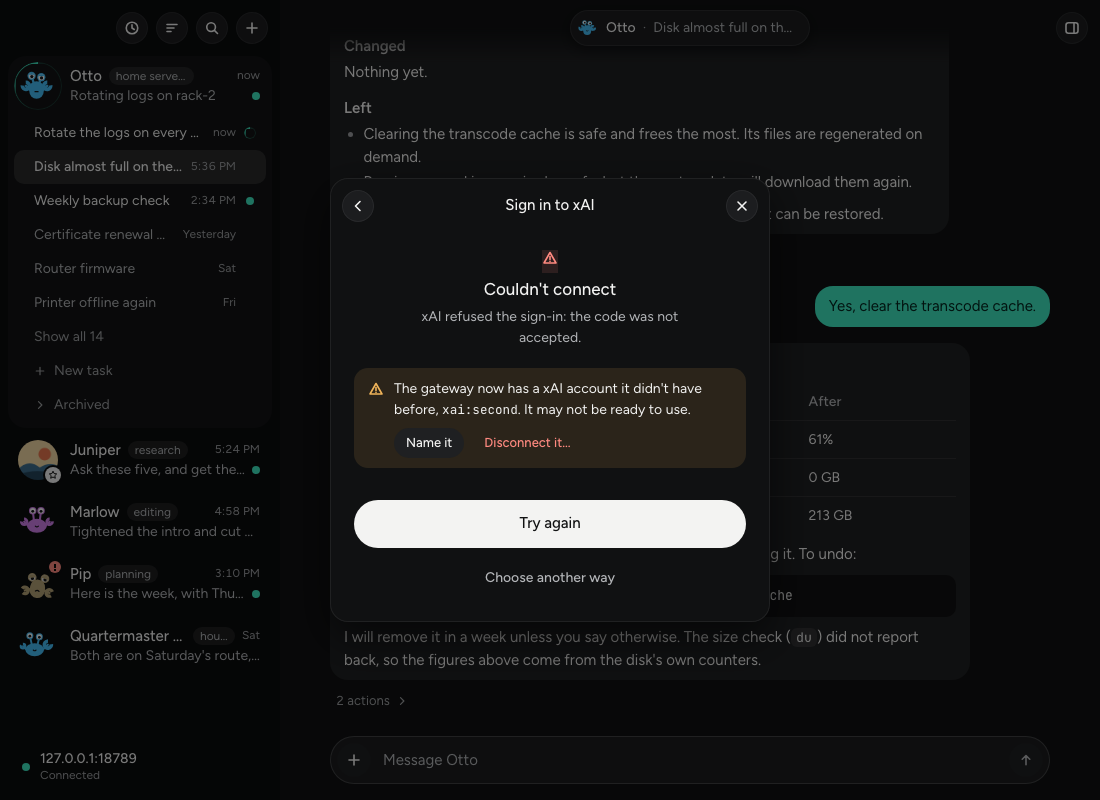 Otto home serve... now
Rotating logs on rack-2
Rotate the logs on every ... now
Disk almost full on the... 5:36 PM
Weekly backup check 2:34 PM
Certificate renewal ... Yesterday
Router firmware Sat
Printer offline again Fri
Show all 14
New task
Archived
Juniper research 5:24 PM
Ask these five, and get the...
Marlow editing 4:58 PM
Tightened the intro and cut ...
Pip planning 3:10 PM
Here is the week, with Thu...
Quartermaster ... hou... Sat
Both are on Saturday's route,...
127.0.0.1:18789
Connected
Otto · Disk almost full on th...
Changed
Nothing yet.
Left
Clearing the transcode cache is safe and frees the most. Its files are regenerated on
demand.
will download them again.
can be restored.
Yes, clear the transcode cache.
After
61%
0 GB
213 GB
it. To undo:
I will remove it in a week unless you say otherwise. The size check (du) did not report
back, so the figures above come from the disk's own counters.
2 actions
Message Otto
Sign in to xAI
Couldn't connect
xAI refused the sign-in: the code was not
accepted.
The gateway now has a xAI account it didn't have
before, xai:second. It may not be ready to use.
Name it Disconnect it...
Try again
Choose another way